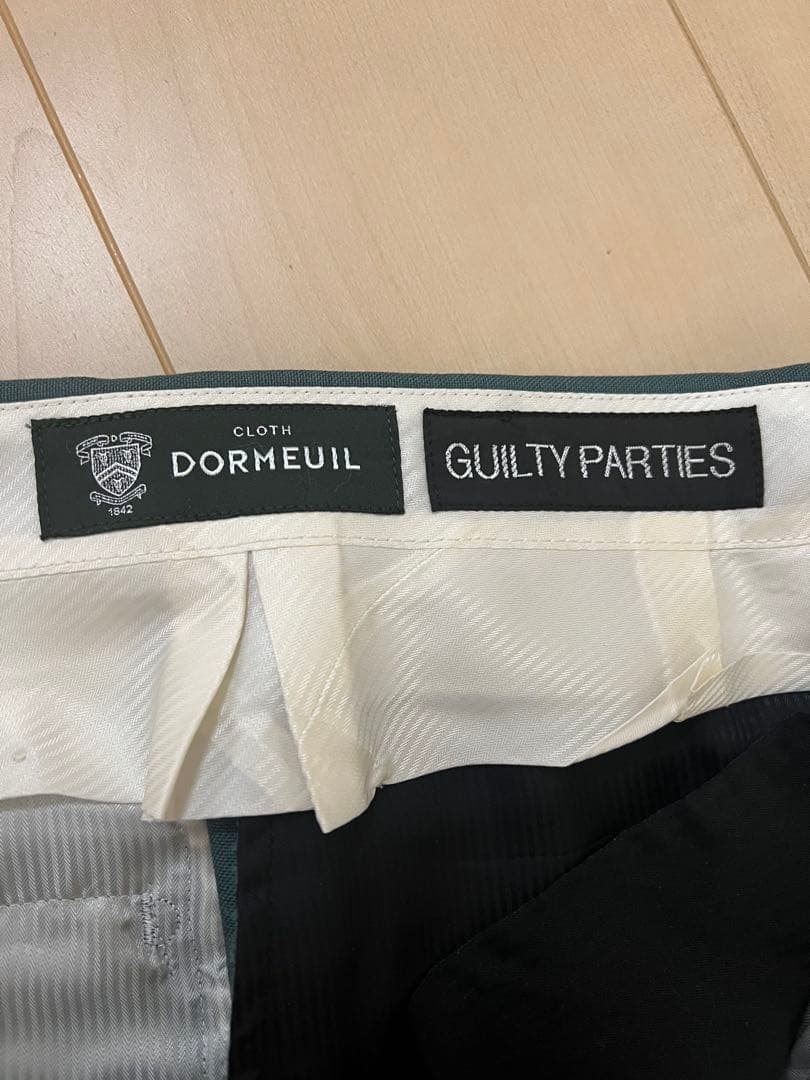 D
CLOTH
DORMEUIL
1842
GUILTY PARTIES